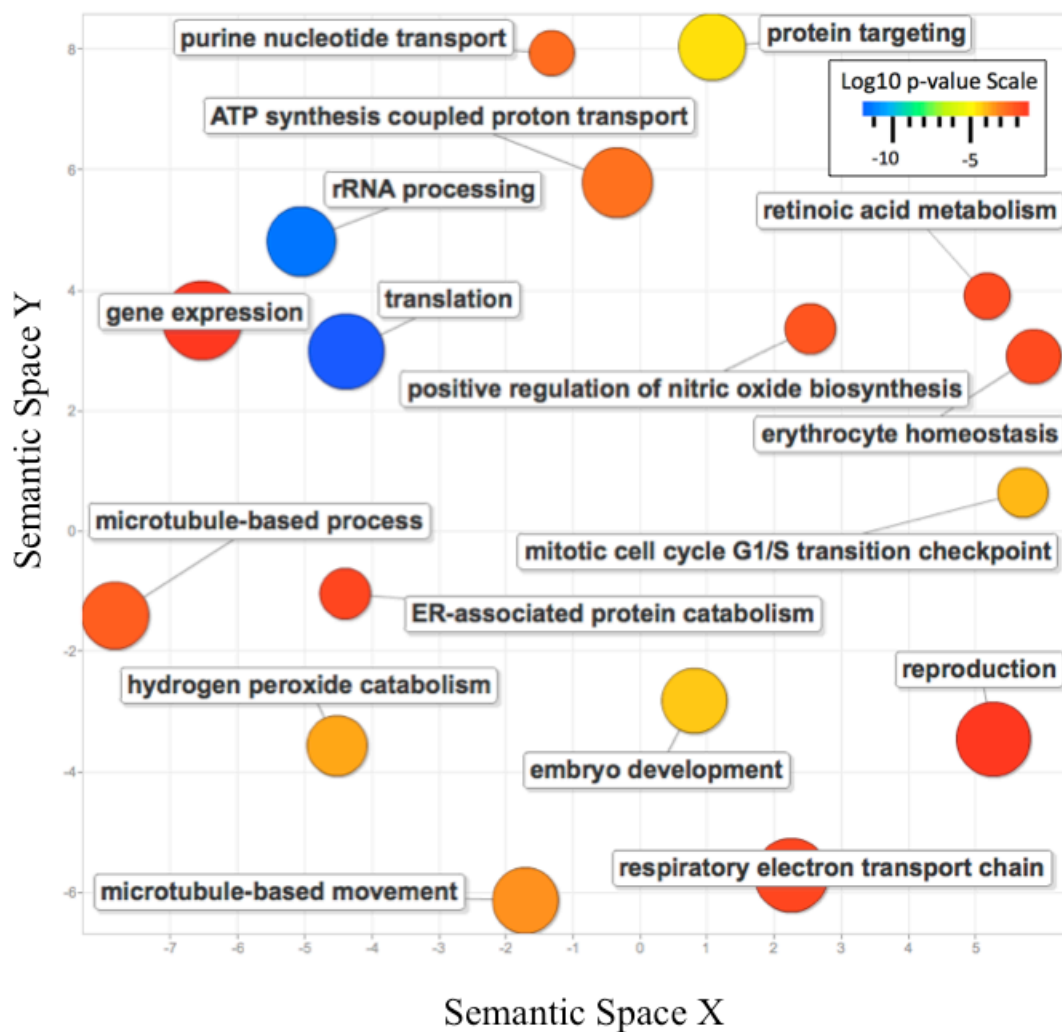 purine nucleotide transport
protein targeting
Log10 p-value Scale
-10
-5
ATP synthesis coupled proton transport
rRNA processing
retinoic acid metabolism
gene expression
translation
positive regulation of nitric oxide biosynthesis
erythrocyte homeostasis
microtubule-based process
mitotic cell cycle G1/S transition checkpoint
ER-associated protein catabolism
hydrogen peroxide catabolism
reproduction
embryo development
respiratory electron transport chain
microtubule-based movement
Semantic Space Y
8
6
4
2
0
-2
-4
-6
-7
-6
-5
-4
-3
-2
-1
0
1
2
3
4
5
Semantic Space X